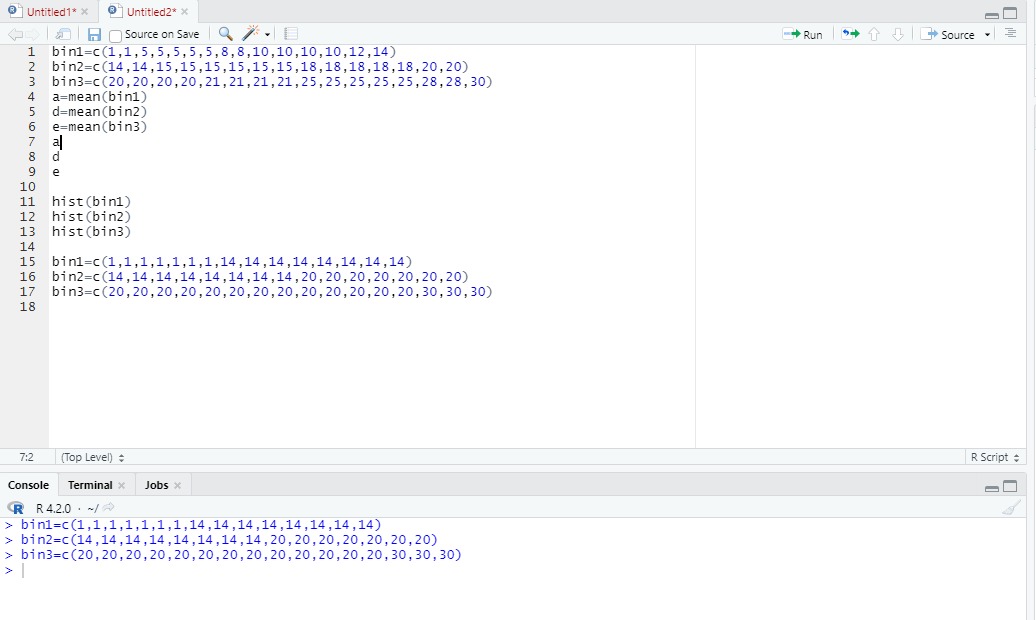 Untitled1* × Untitled2* ×
Source on Save Run Source
1 bin1=c(1,1,5,5,5,5,5,8,8,10,10,10,10,12,14)
2 bin2=c(14,14,15,15,15,15,15,15,18,18,18,18,18,20,20)
3 bin3=c(20,20,20,20,21,21,21,21,25,25,25,25,25,28,28,30)
4 a=mean(bin1)
5 d=mean(bin2)
6 e=mean(bin3)
7 a
8 d
9 e
10
11 hist(bin1)
12 hist(bin2)
13 hist(bin3)
14
15 bin1=c(1,1,1,1,1,1,1,14,14,14,14,14,14,14,14)
16 bin2=c(14,14,14,14,14,14,14,14,20,20,20,20,20,20,20)
17 bin3=c(20,20,20,20,20,20,20,20,20,20,20,20,20,30,30,30)
18
7:2 (Top Level) R Script
Console Terminal × Jobs ×
R 4.2.0 · ~/
> bin1=c(1,1,1,1,1,1,1,14,14,14,14,14,14,14,14)
> bin2=c(14,14,14,14,14,14,14,14,20,20,20,20,20,20,20)
> bin3=c(20,20,20,20,20,20,20,20,20,20,20,20,20,30,30,30)
>